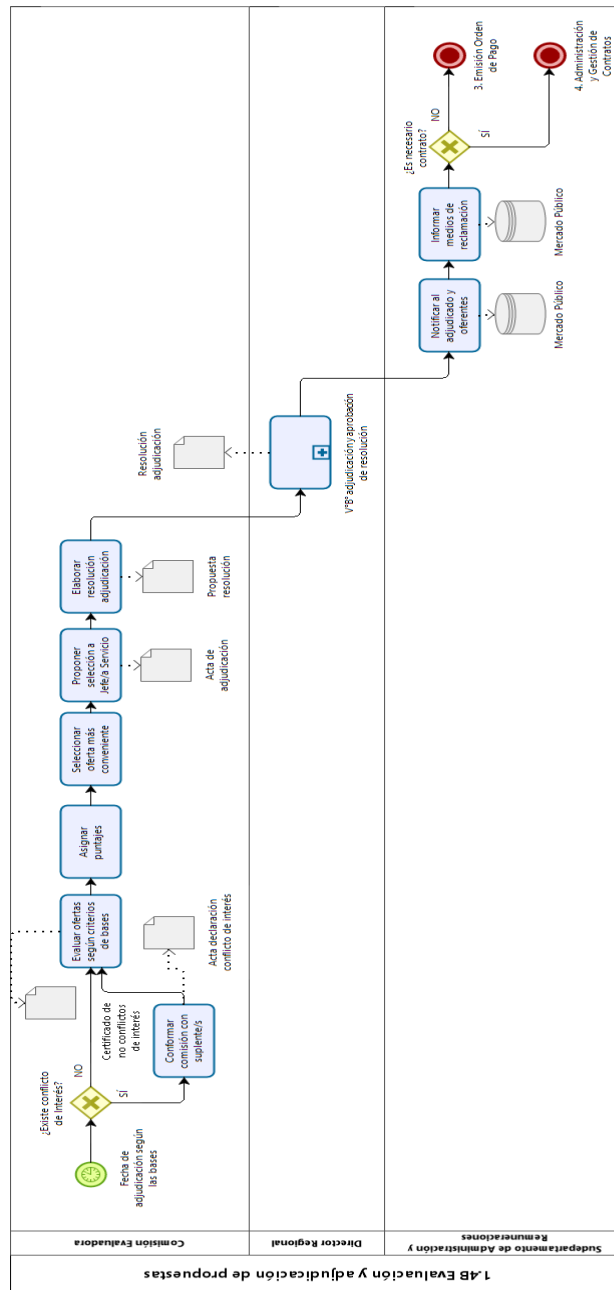 1.4B Evaluación y adjudicación de propuestas
Comisión Evaluadora
Fecha de
adjudicación según
las bases
¿Existe conflicto
de Interés?
NO
SÍ
Conformar
comisión con
suplente/s
Certificado de
no conflictos
de interés
Acta declaración
conflicto de interés
Evaluar ofertas
según criterios
de bases
Asignar
puntajes
Seleccionar
oferta más
conveniente
Proponer
selección a
Jefe/a Servicio
Acta de
adjudicación
Elaborar
resolución
adjudicación
Propuesta
resolución
Director Regional
Resolución
adjudicación
V°B° adjudicación y aprobación
de resolución
Sudepartamento de Administración y
Remuneraciones
Notificar al
adjudicado y
oferentes
Mercado Público
Informar
medios de
reclamación
Mercado Público
¿Es necesario
contrato?
NO
SÍ
3. Emisión Orden
de Pago
4. Administración
y Gestión de
Contratos